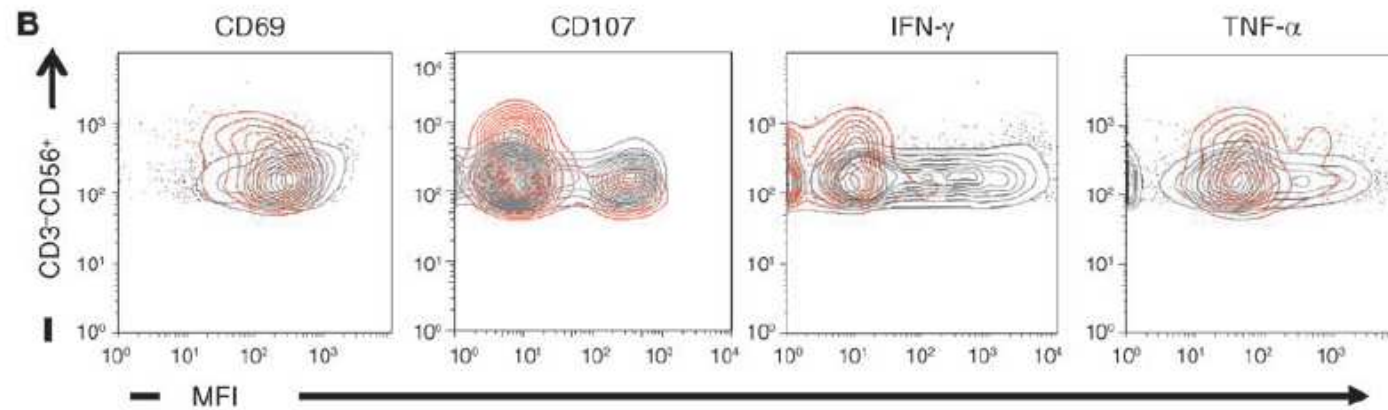 B
CD69 CD107 IFN-γ TNF-α
CD3-CD56⁺
10³ 10² 10¹ 10⁰
10⁰ 10¹ 10² 10³
10⁴ 10² 10² 10¹ 10⁰
10⁰ 10¹ 10² 10³ 10⁴
10³ 10² 10¹ 10⁰
10⁰ 10¹ 10² 10³ 10⁴
10³ 10² 10¹ 10⁰
10⁰ 10¹ 10² 10³
MFI